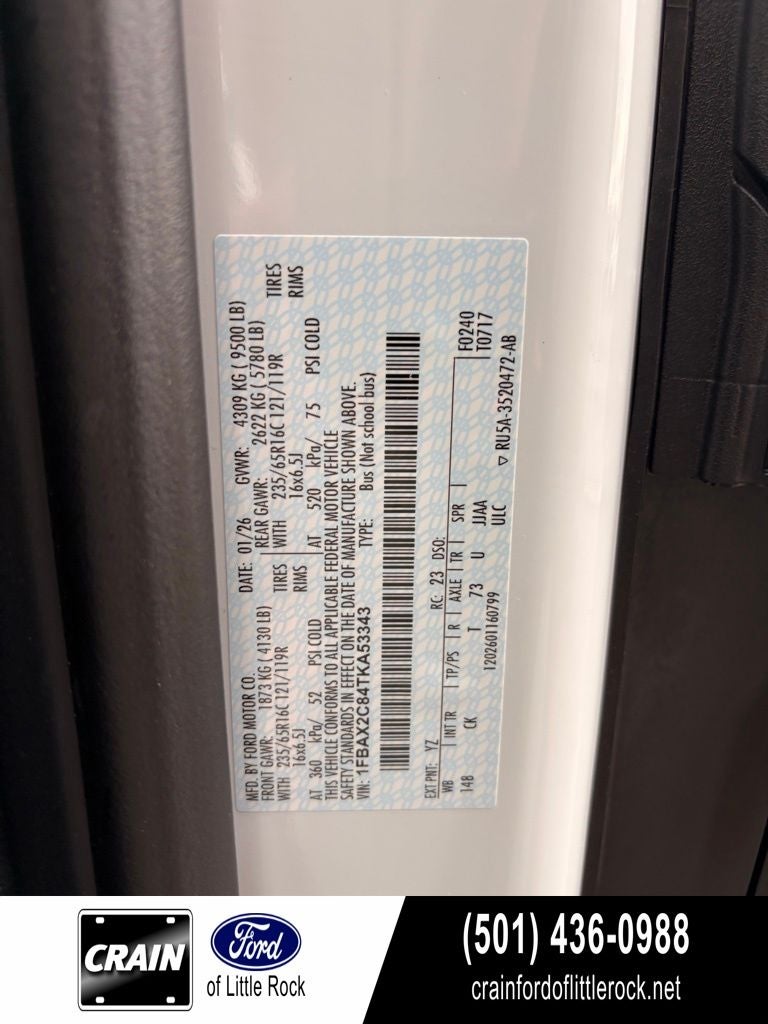 MFD. BY FORD MOTOR CO. DATE: 01/26 GVWR: 4309 KG ( 9500 LB)
FRONT GAWR: 1873 KG ( 4130 LB) REAR GAWR: 2622 KG ( 5780 LB)
WITH 235/65R16C 121/119R TIRES WITH 235/65R16C 121/119R TIRES
16x6.5J RIMS 16x6.5J RIMS
AT 360 kPa/ 52 PSI COLD AT 520 kPa/ 75 PSI COLD
THIS VEHICLE CONFORMS TO ALL APPLICABLE FEDERAL MOTOR VEHICLE
SAFETY STANDARDS IN EFFECT ON THE DATE OF MANUFACTURE SHOWN ABOVE.
VIN: 1FBAX2C84TKA53343 TYPE: Bus (Not school bus)
EXT PNT: YZ RC: 23 DSO: F0240
WB INT TR TP/PS R AXLE TR SPR T0717
148 CK T 73 U JJAA
1202601160799 ULC ▽ RU5A-3520472-AB
CRAIN
Ford
of Little Rock
(501) 436-0988
crainfordoflittlerock.net